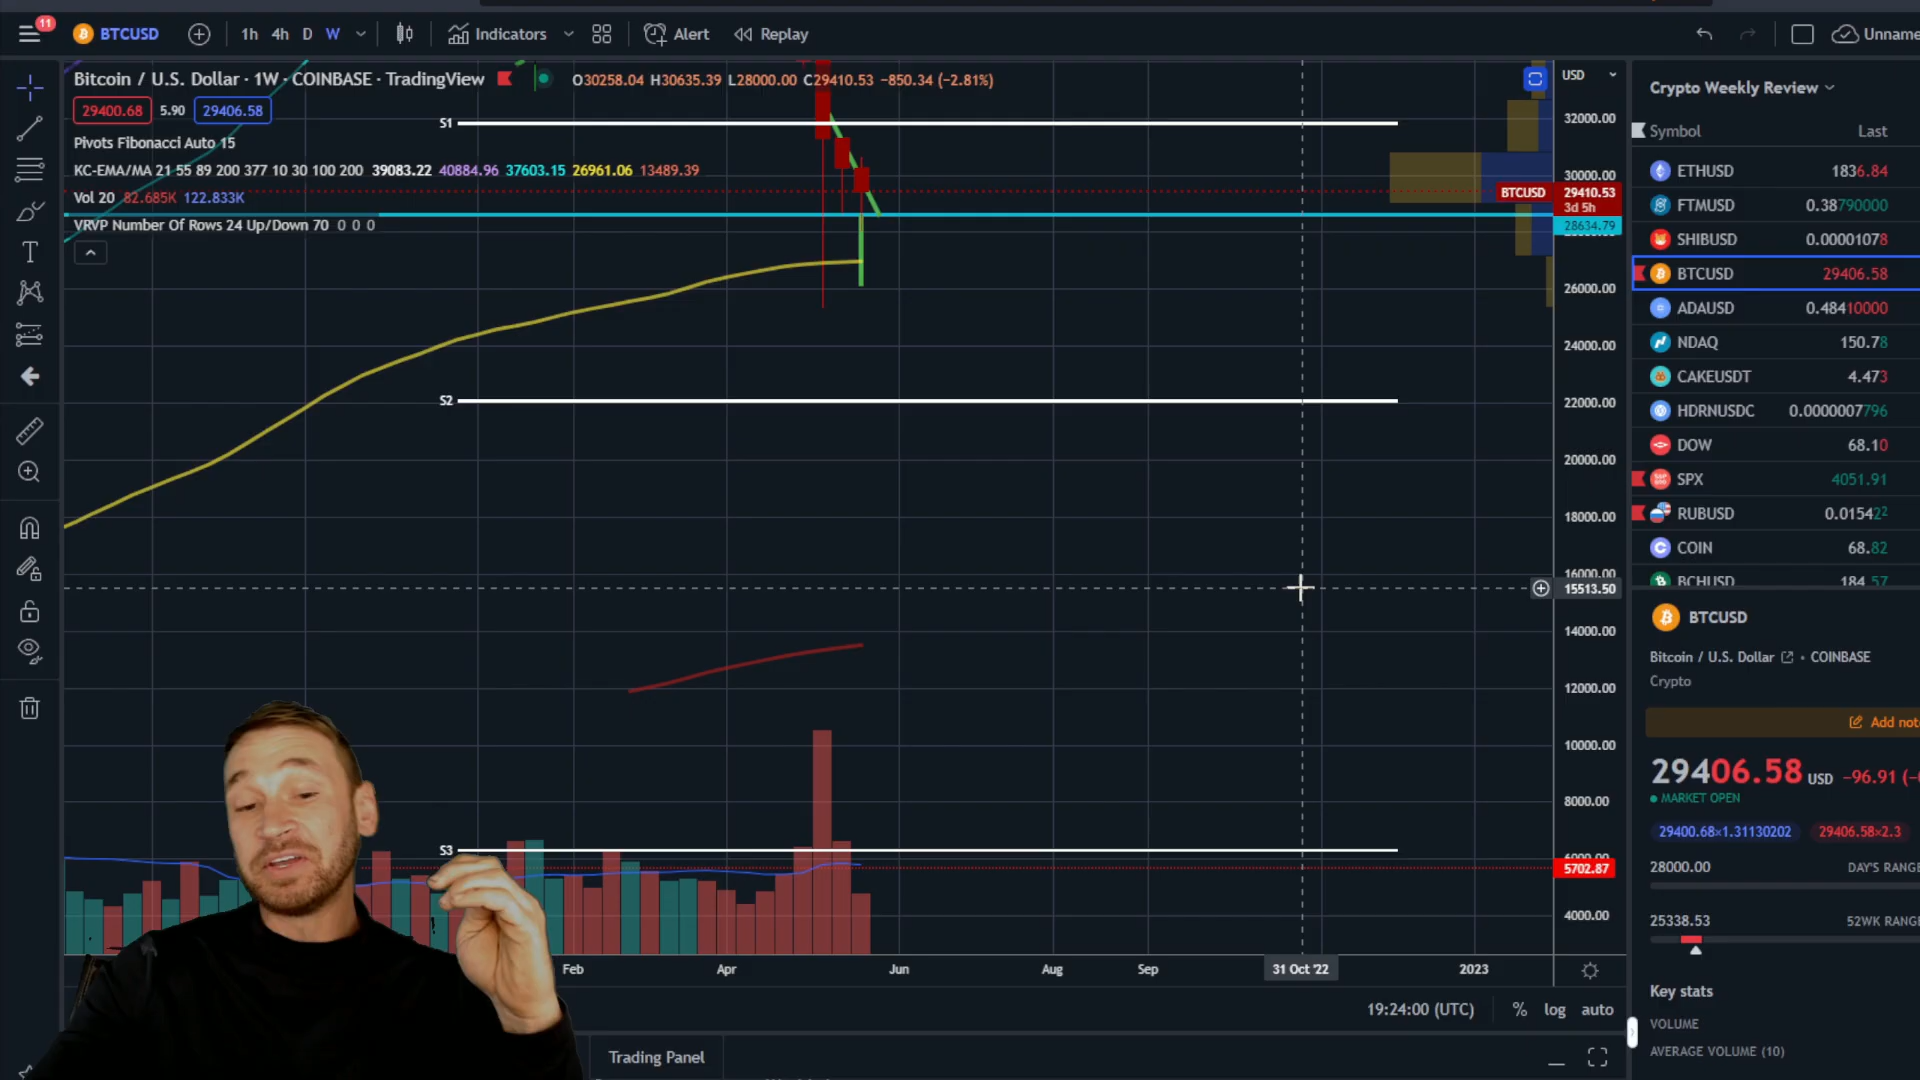 11
BTCUSD
1h 4h D W
Indicators
Alert
Replay
Unname
Bitcoin / U.S. Dollar · 1W · COINBASE · TradingView
O30258.04 H30635.39 L28000.00 C29410.53 −850.34 (−2.81%)
29400.68 5.90 29406.58
Pivots Fibonacci Auto 15
KC-EMA/MA 21 55 89 200 377 10 30 100 200 39083.22 40884.96 37603.15 26961.06 13489.39
Vol 20 82.685K 122.833K
VRVP Number Of Rows 24 Up/Down 70 0 0 0
S1
S2
S3
USD
32000.00
30000.00
BTCUSD 29410.53
3d 5h
28634.79
26000.00
24000.00
22000.00
20000.00
18000.00
16000.00
15513.50
14000.00
12000.00
10000.00
8000.00
6000.00
5702.87
4000.00
Feb Apr Jun Aug Sep 31 Oct '22 2023
19:24:00 (UTC) % log auto
Trading Panel
Crypto Weekly Review
Symbol Last
ETHUSD 1836.84
FTMUSD 0.38790000
SHIBUSD 0.00001078
BTCUSD 29406.58
ADAUSD 0.48410000
NDAQ 150.78
CAKEUSDT 4.473
HDRNUSDC 0.0000007796
DOW 68.10
SPX 4051.91
RUBUSD 0.01542²
COIN 68.82
BCHUSD 184.57
BTCUSD
Bitcoin / U.S. Dollar • COINBASE
Crypto
Add not
29406.58 USD −96.91 (−
MARKET OPEN
29400.68×1.31130202 29406.58×2.3
28000.00 DAY'S RANGE
25338.53 52WK RANG
Key stats
VOLUME
AVERAGE VOLUME (10)